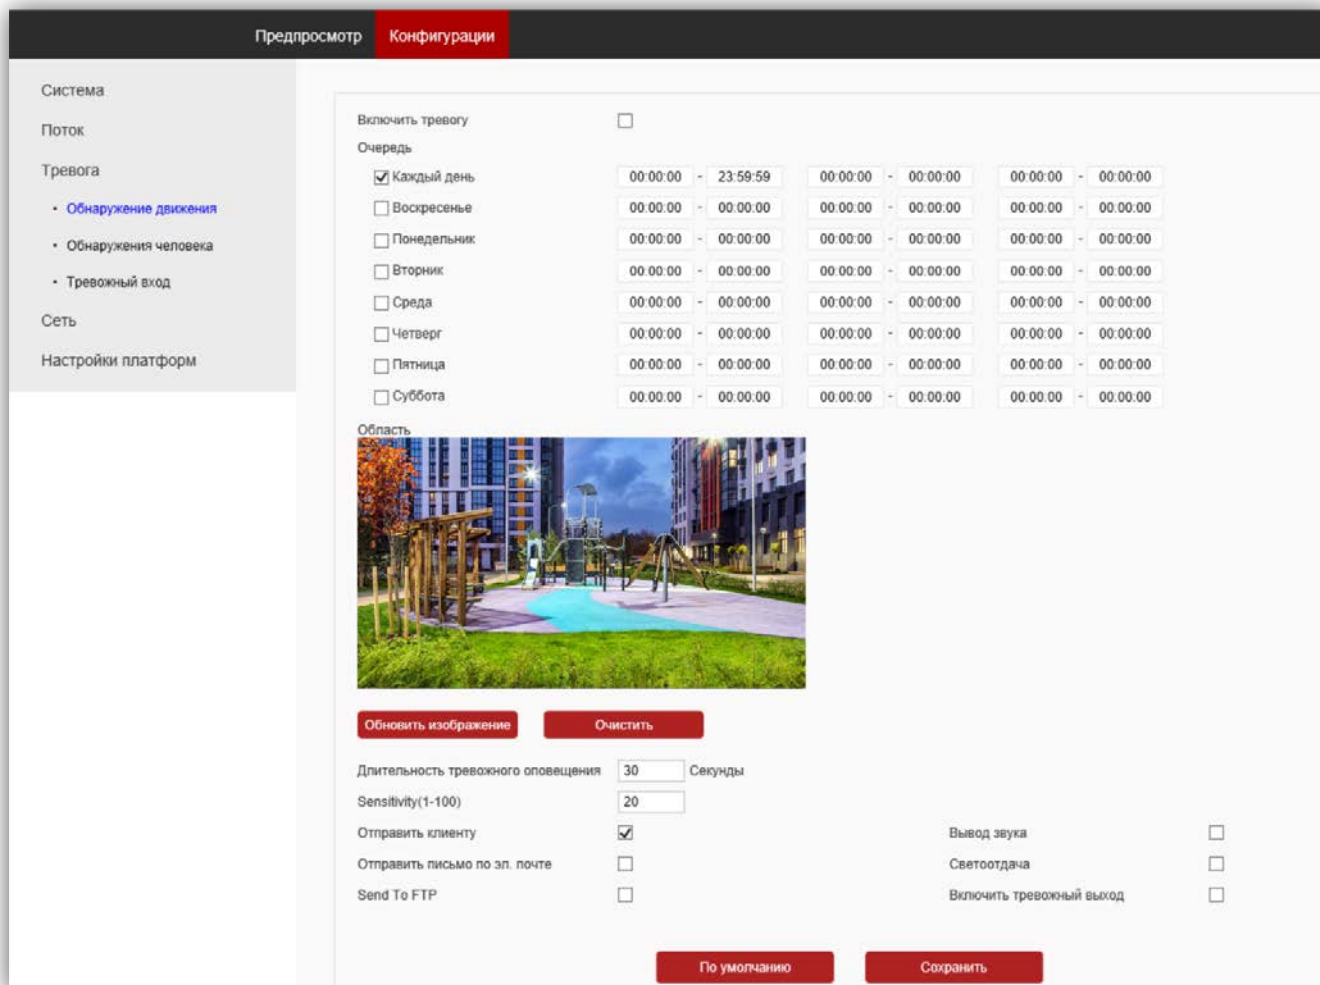 Предпросмотр Конфигурации
Система
Поток
Тревога
• Обнаружение движения
• Обнаружения человека
• Тревожный вход
Сеть
Настройки платформ
Включить тревогу
Очередь
Каждый день 00:00:00 - 23:59:59 00:00:00 - 00:00:00 00:00:00 - 00:00:00
Воскресенье 00:00:00 - 00:00:00 00:00:00 - 00:00:00 00:00:00 - 00:00:00
Понедельник 00:00:00 - 00:00:00 00:00:00 - 00:00:00 00:00:00 - 00:00:00
Вторник 00:00:00 - 00:00:00 00:00:00 - 00:00:00 00:00:00 - 00:00:00
Среда 00:00:00 - 00:00:00 00:00:00 - 00:00:00 00:00:00 - 00:00:00
Четверг 00:00:00 - 00:00:00 00:00:00 - 00:00:00 00:00:00 - 00:00:00
Пятница 00:00:00 - 00:00:00 00:00:00 - 00:00:00 00:00:00 - 00:00:00
Суббота 00:00:00 - 00:00:00 00:00:00 - 00:00:00 00:00:00 - 00:00:00
Область
Обновить изображение Очистить
Длительность тревожного оповещения 30 Секунды
Sensitivity(1-100) 20
Отправить клиенту Вывод звука
Отправить письмо по эл. почте Светоотдача
Send To FTP Включить тревожный выход
По умолчанию Сохранить